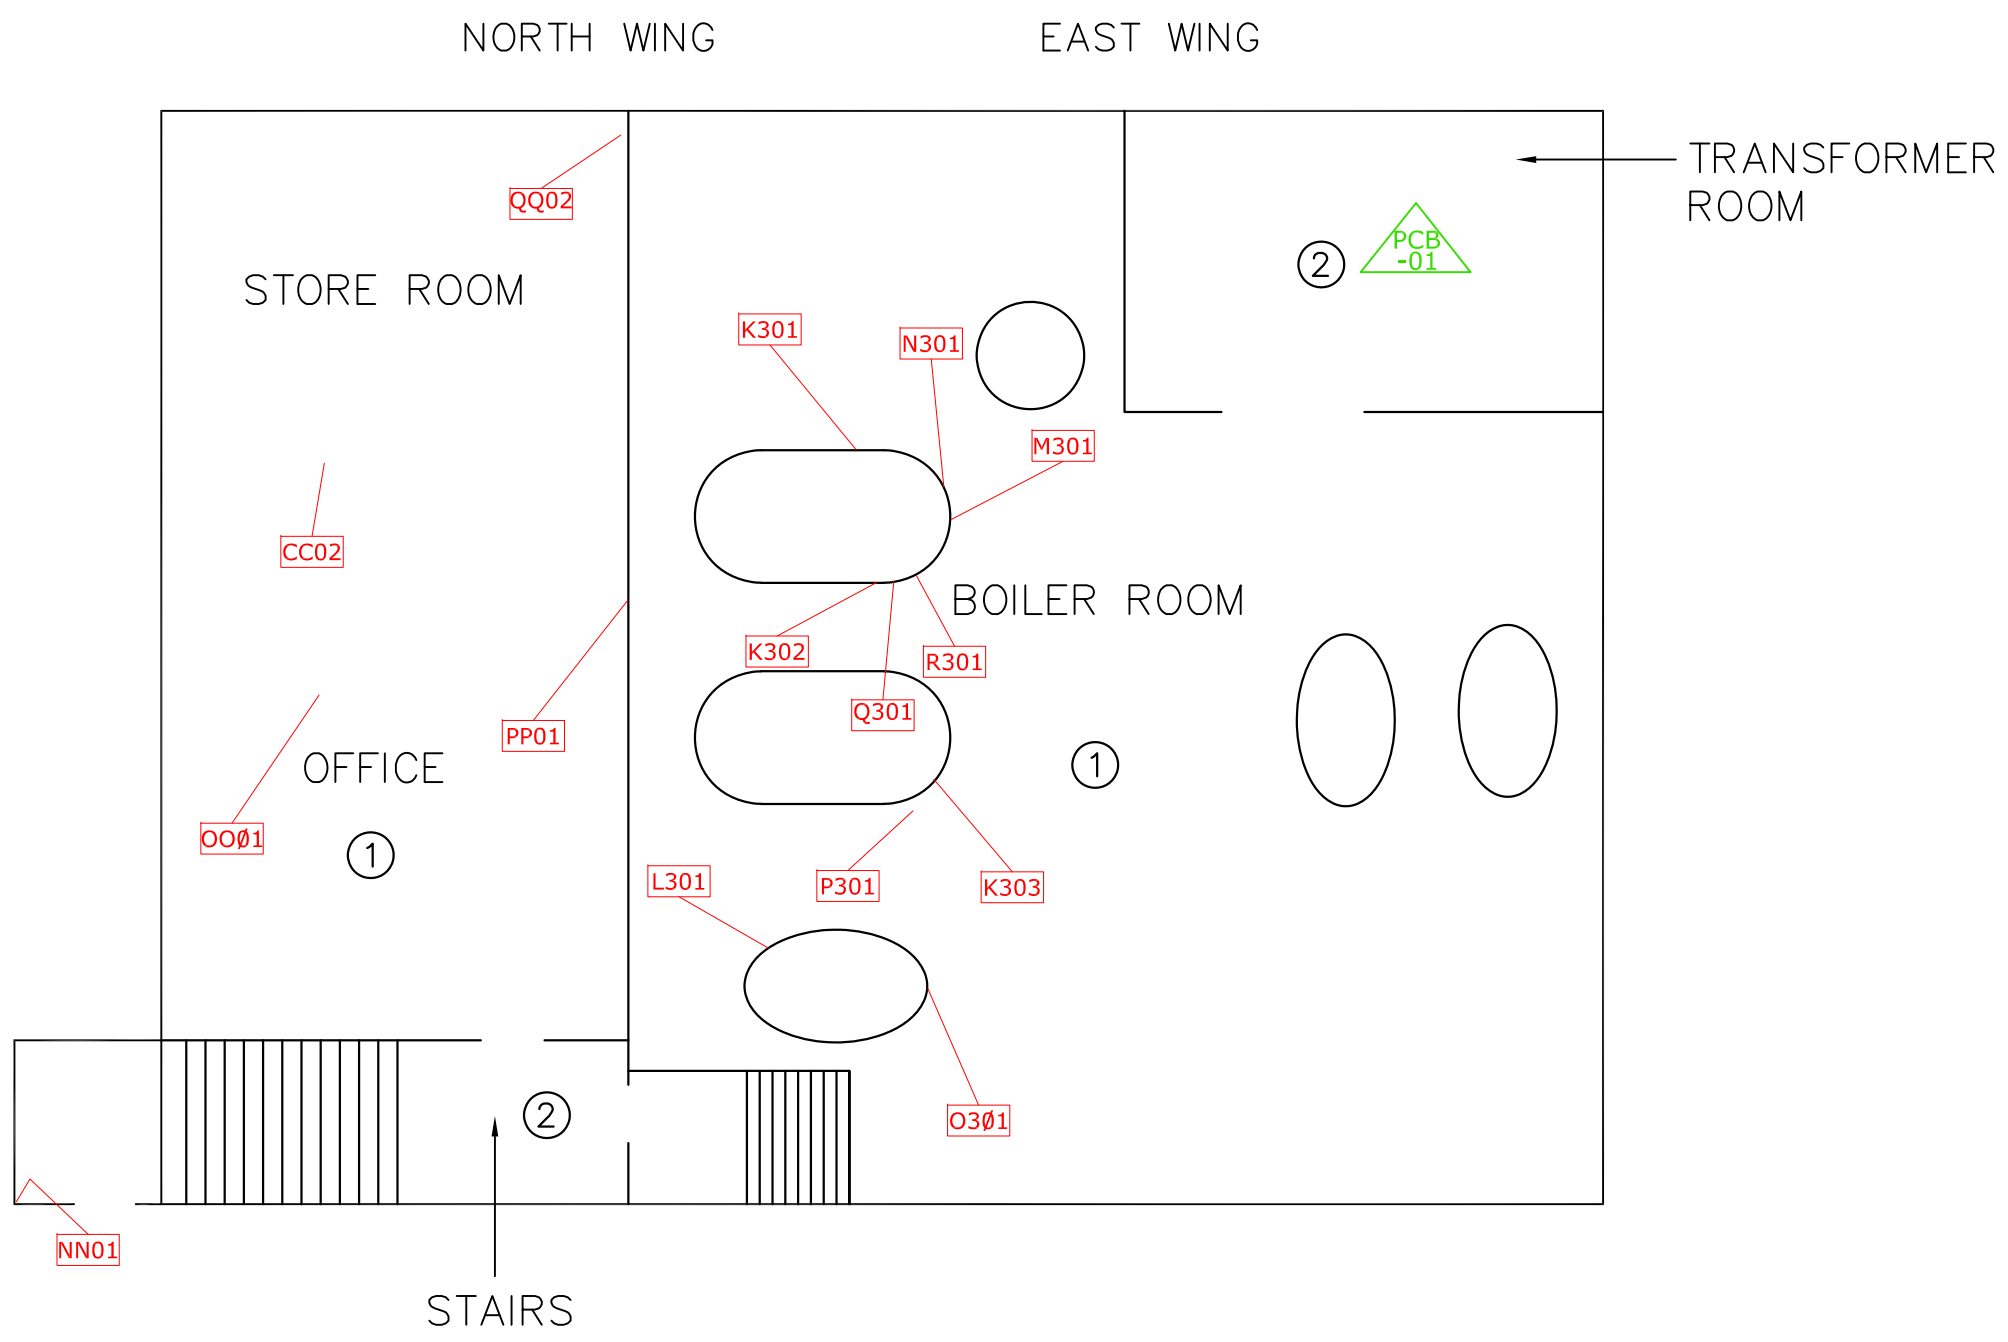 NORTH WING
EAST WING
TRANSFORMER
ROOM
QQ02
PCB
-01
2
STORE ROOM
K301
N301
M301
CC02
BOILER ROOM
K302
R301
Q301
PP01
OFFICE
1
OOØ1
1
L301
P301
K303
2
O3Ø1
NN01
STAIRS